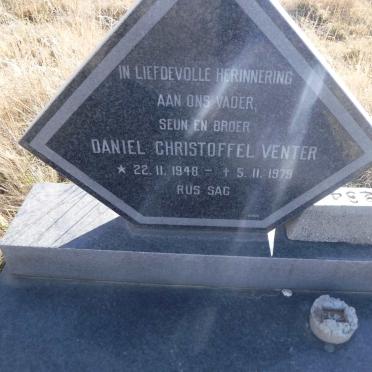 IN LIEFDEVOLLE HERINNERING
AAN ONS VADER,
SEUN EN BROER
DANIEL CHRISTOFFEL VENTER
★ 22. 11. 1948 – ✝ 5. 11. 1979
RUS SAG